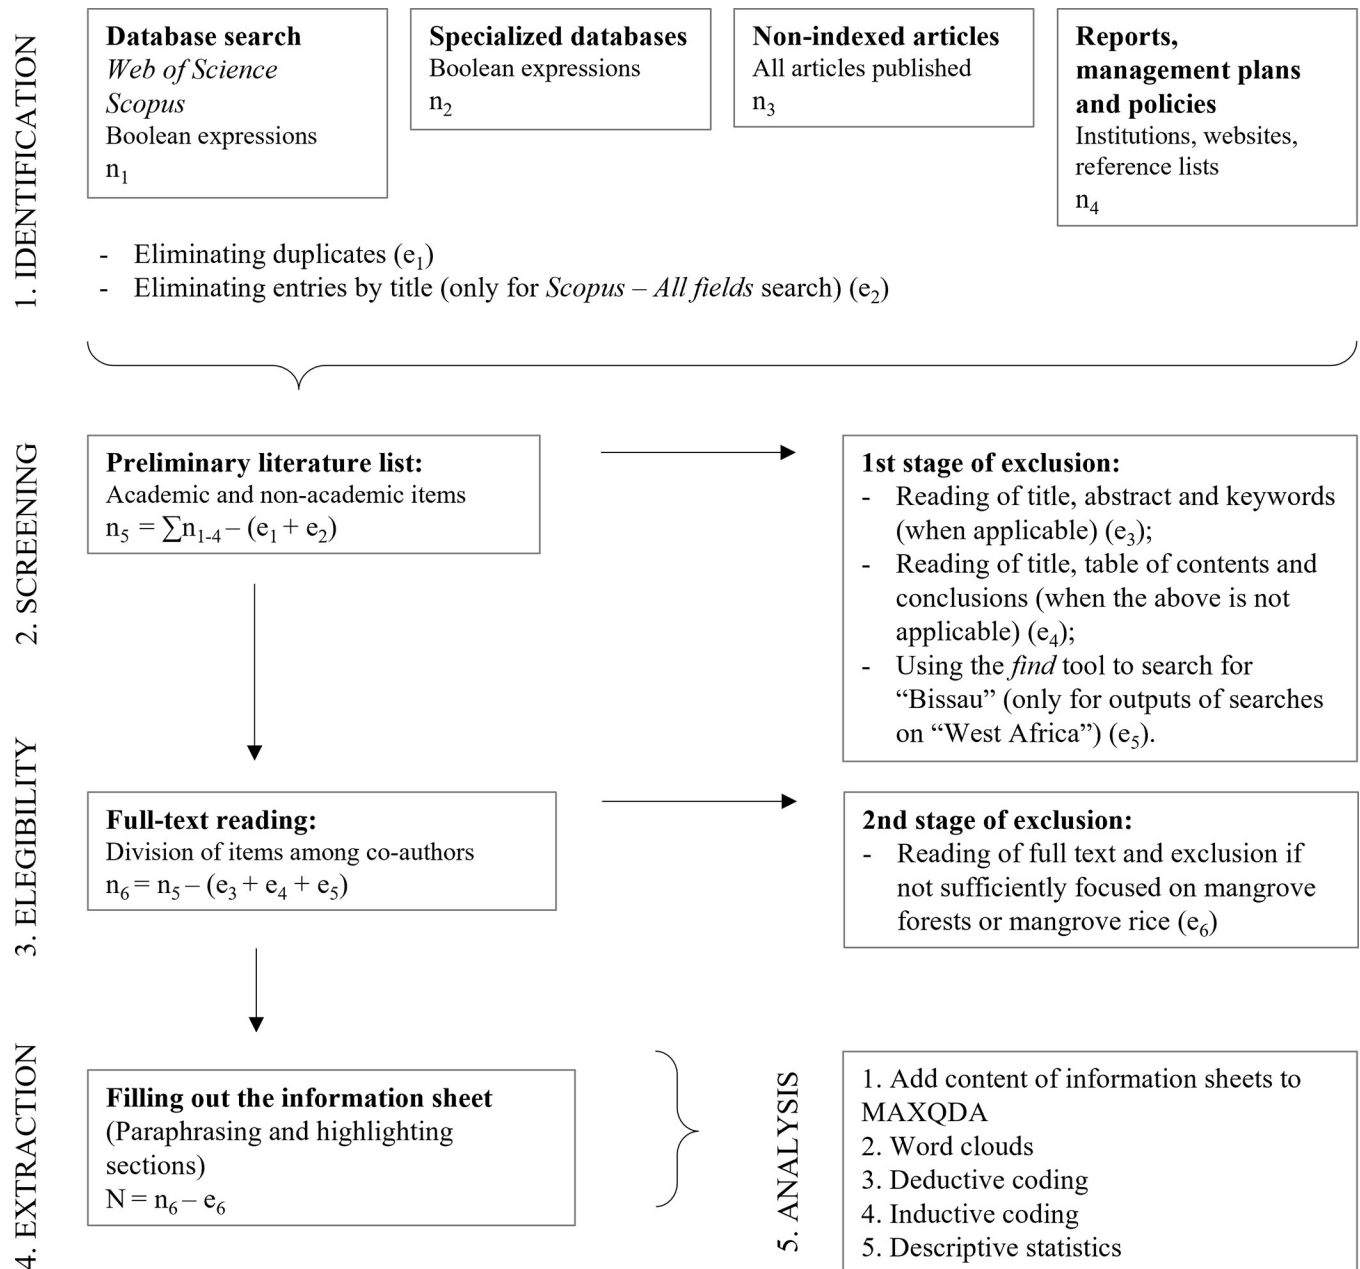 1. IDENTIFICATION
Database search
Web of Science
Scopus
Boolean expressions
n1
Specialized databases
Boolean expressions
n2
Non-indexed articles
All articles published
n3
Reports,
management plans
and policies
Institutions, websites,
reference lists
n4
- Eliminating duplicates (e1)
- Eliminating entries by title (only for Scopus – All fields search) (e2)
2. SCREENING
Preliminary literature list:
Academic and non-academic items
n5 = ∑n1-4 – (e1 + e2)
1st stage of exclusion:
- Reading of title, abstract and keywords
(when applicable) (e3);
- Reading of title, table of contents and
conclusions (when the above is not
applicable) (e4);
- Using the find tool to search for
“Bissau” (only for outputs of searches
on “West Africa”) (e5).
3. ELEGIBILITY
Full-text reading:
Division of items among co-authors
n6 = n5 – (e3 + e4 + e5)
2nd stage of exclusion:
- Reading of full text and exclusion if
not sufficiently focused on mangrove
forests or mangrove rice (e6)
4. EXTRACTION
Filling out the information sheet
(Paraphrasing and highlighting
sections)
N = n6 – e6
5. ANALYSIS
1. Add content of information sheets to
MAXQDA
2. Word clouds
3. Deductive coding
4. Inductive coding
5. Descriptive statistics